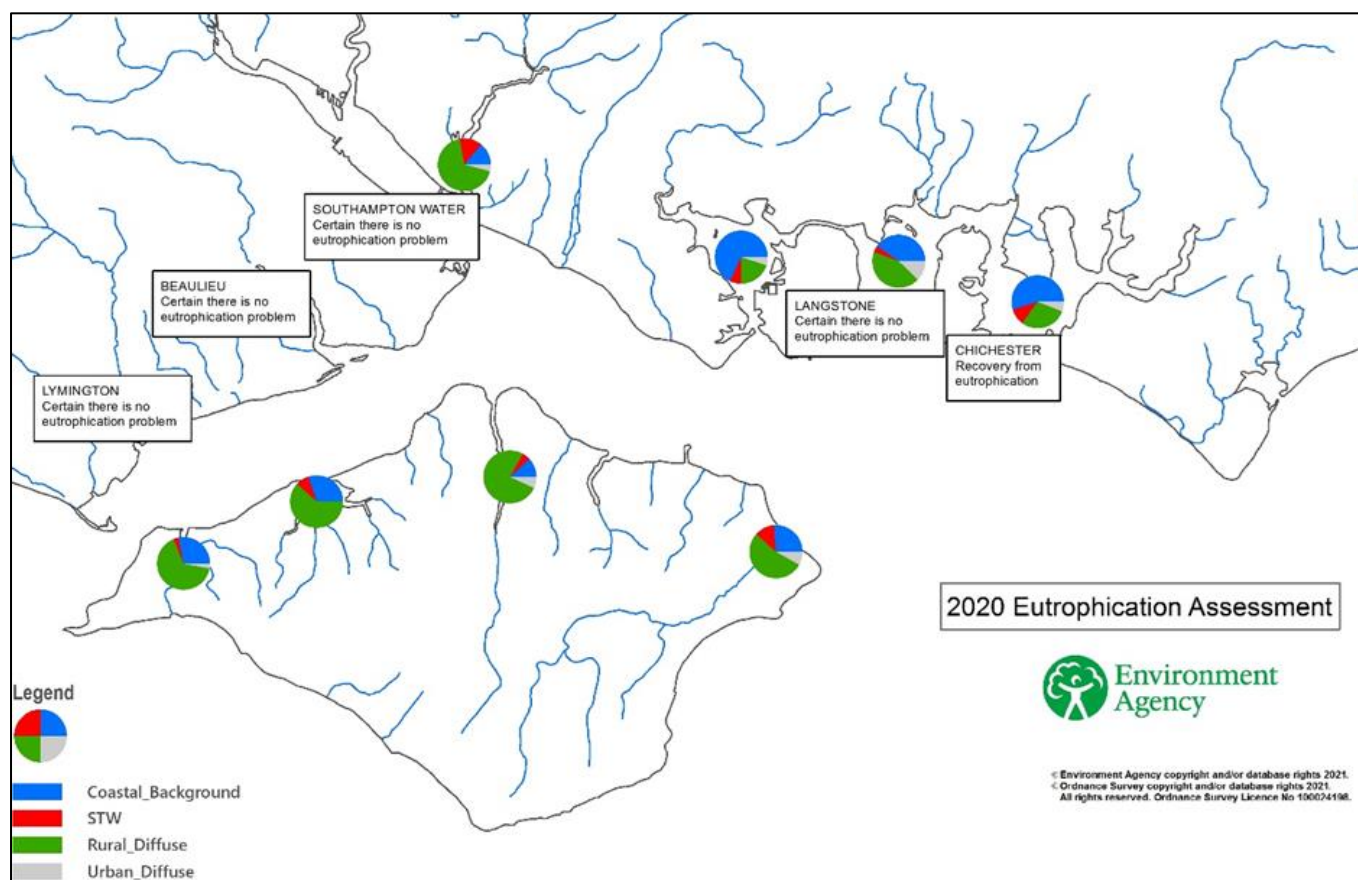 SOUTHAMPTON WATER
Certain there is no
eutrophication problem
BEAULIEU
Certain there is no
eutrophication problem
LANGSTONE
Certain there is no
eutrophication problem
CHICHESTER
Recovery from
eutrophication
LYMINGTON
Certain there is no
eutrophication problem
2020 Eutrophication Assessment
Environment
Agency
Legend
Coastal_Background
STW
Rural_Diffuse
Urban_Diffuse
© Environment Agency copyright and/or database rights 2021.
© Ordnance Survey copyright and/or database rights 2021.
All rights reserved. Ordnance Survey Licence No 100024198.